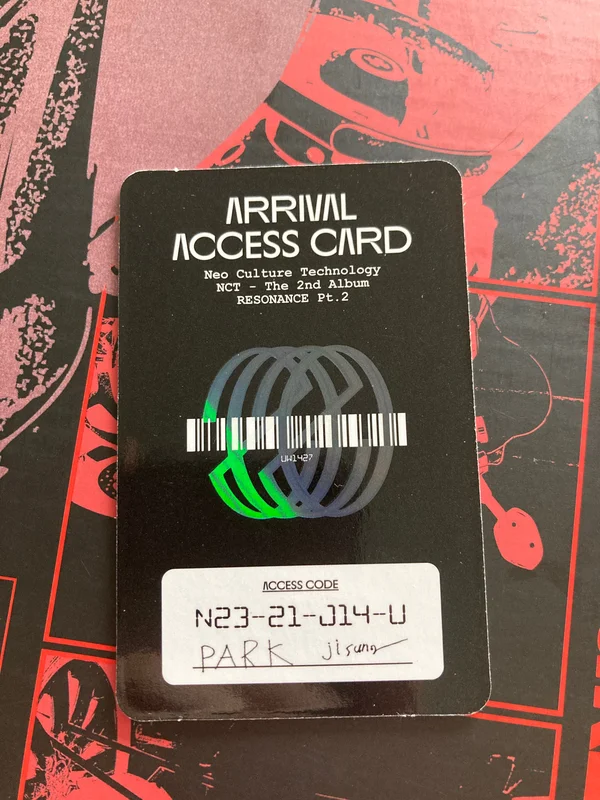 ARRIVAL
ACCESS CARD
Neo Culture Technology
NCT - The 2nd Album
RESONANCE Pt.2
UW1427
ACCESS CODE
N23-21-J14-U
PARK jisung